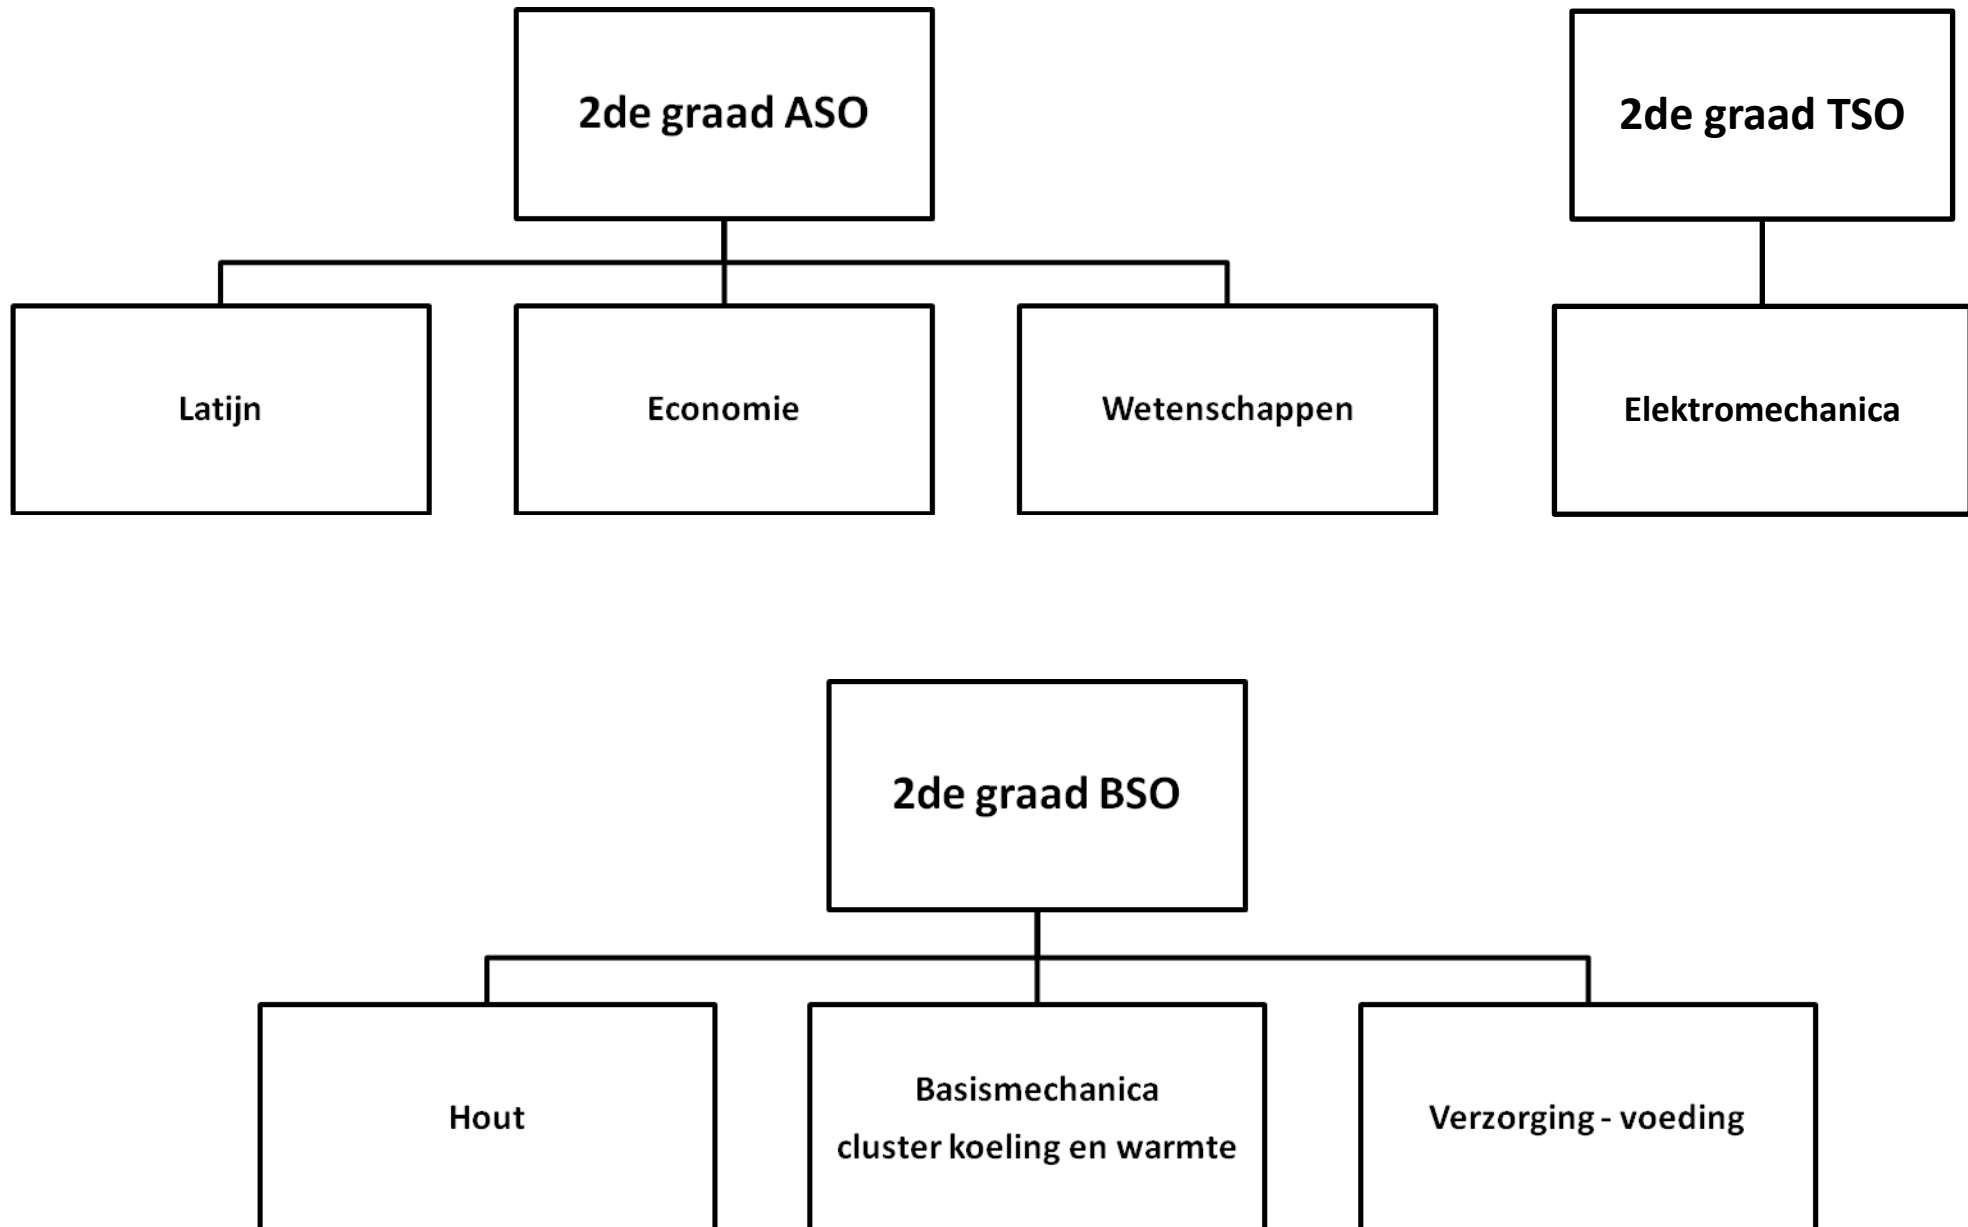 2de graad ASO
2de graad TSO
Latijn
Economie
Wetenschappen
Elektromechanica
2de graad BSO
Hout
Basismechanica
cluster koeling en warmte
Verzorging - voeding